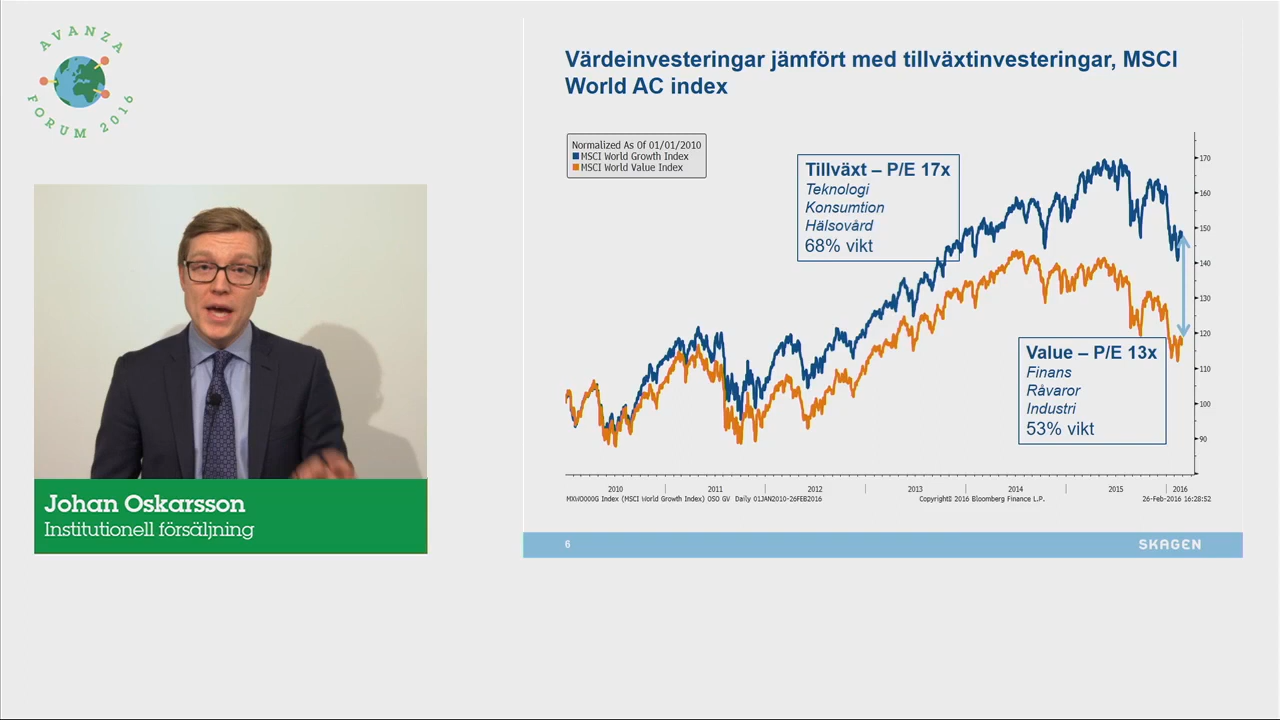 AVANZA
FORUM 2016
Johan Oskarsson
Institutionell försäljning
Värdeinvesteringar jämfört med tillväxtinvesteringar, MSCI
World AC index
Normalized As Of 01/01/2010
MSCI World Growth Index
MSCI World Value Index
Tillväxt – P/E 17x
Teknologi
Konsumtion
Hälsovård
68% vikt
Value – P/E 13x
Finans
Råvaror
Industri
53% vikt
170
160
150
140
130
120
110
100
90
2010 2011 2012 2013 2014 2015 2016
MXWO000G Index (MSCI World Growth Index) OSO GV Daily 01JAN2010-26FEB2016 Copyright© 2016 Bloomberg Finance L.P. 26-Feb-2016 16:28:52
6 SKAGEN